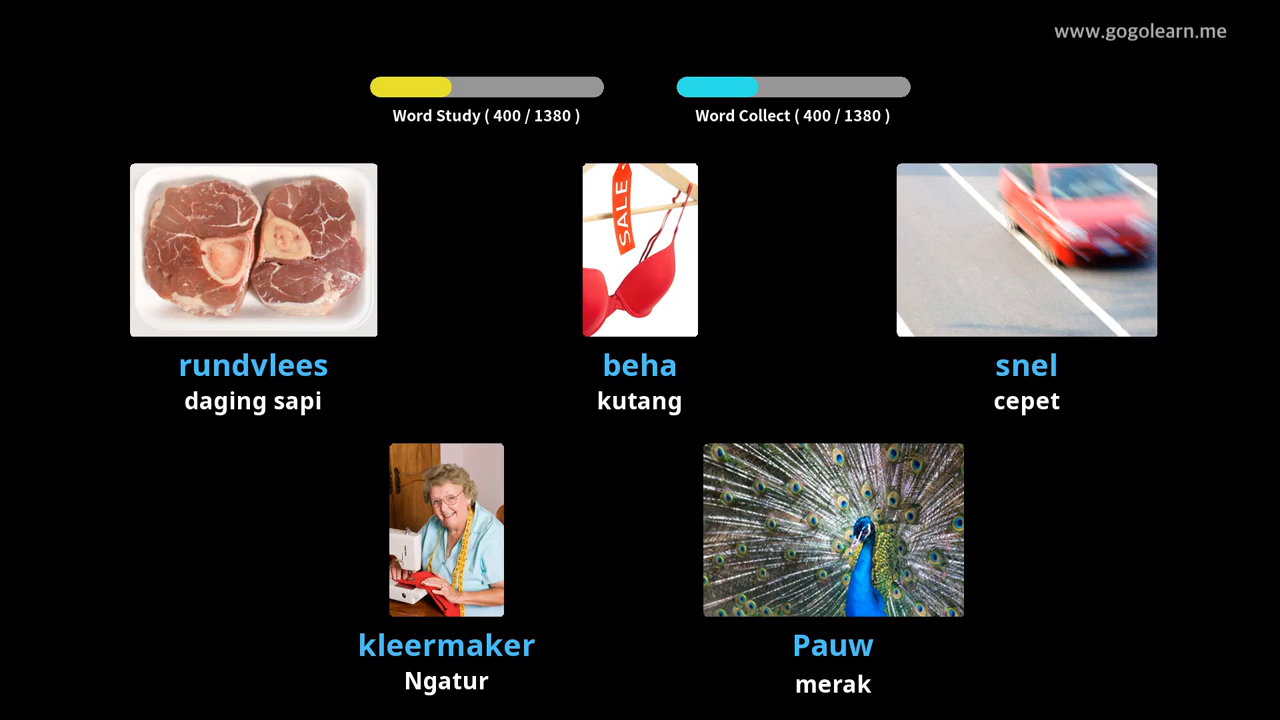 www.gogolearn.me
Word Study ( 400 / 1380 )
Word Collect ( 400 / 1380 )
SALE
rundvlees
daging sapi
beha
kutang
snel
cepet
kleermaker
Ngatur
Pauw
merak